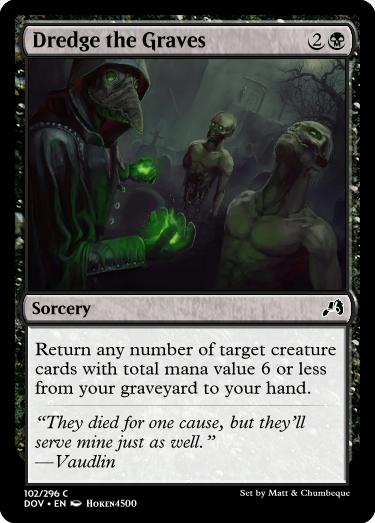 Dredge the Graves 2
Sorcery
Return any number of target creature
cards with total mana value 6 or less
from your graveyard to your hand.
“They died for one cause, but they’ll
serve mine just as well.”
—Vaudlin
102/296 C
DOV • EN Hoken4500
Set by Matt & Chumbeque